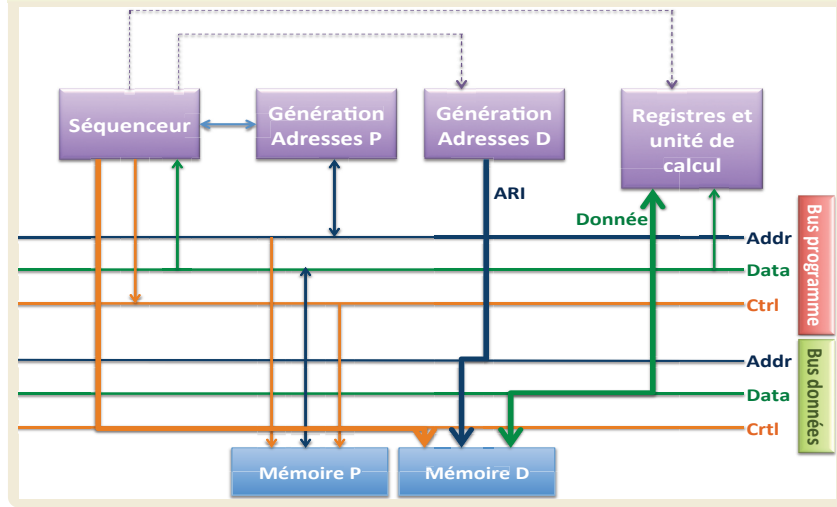 Séquenceur
Génération
Adresses P
Génération
Adresses D
Registres et
unité de
calcul
ARI
Donnée
Addr
Data
Ctrl
Bus programme
Addr
Data
Crtl
Bus données
Mémoire P
Mémoire D